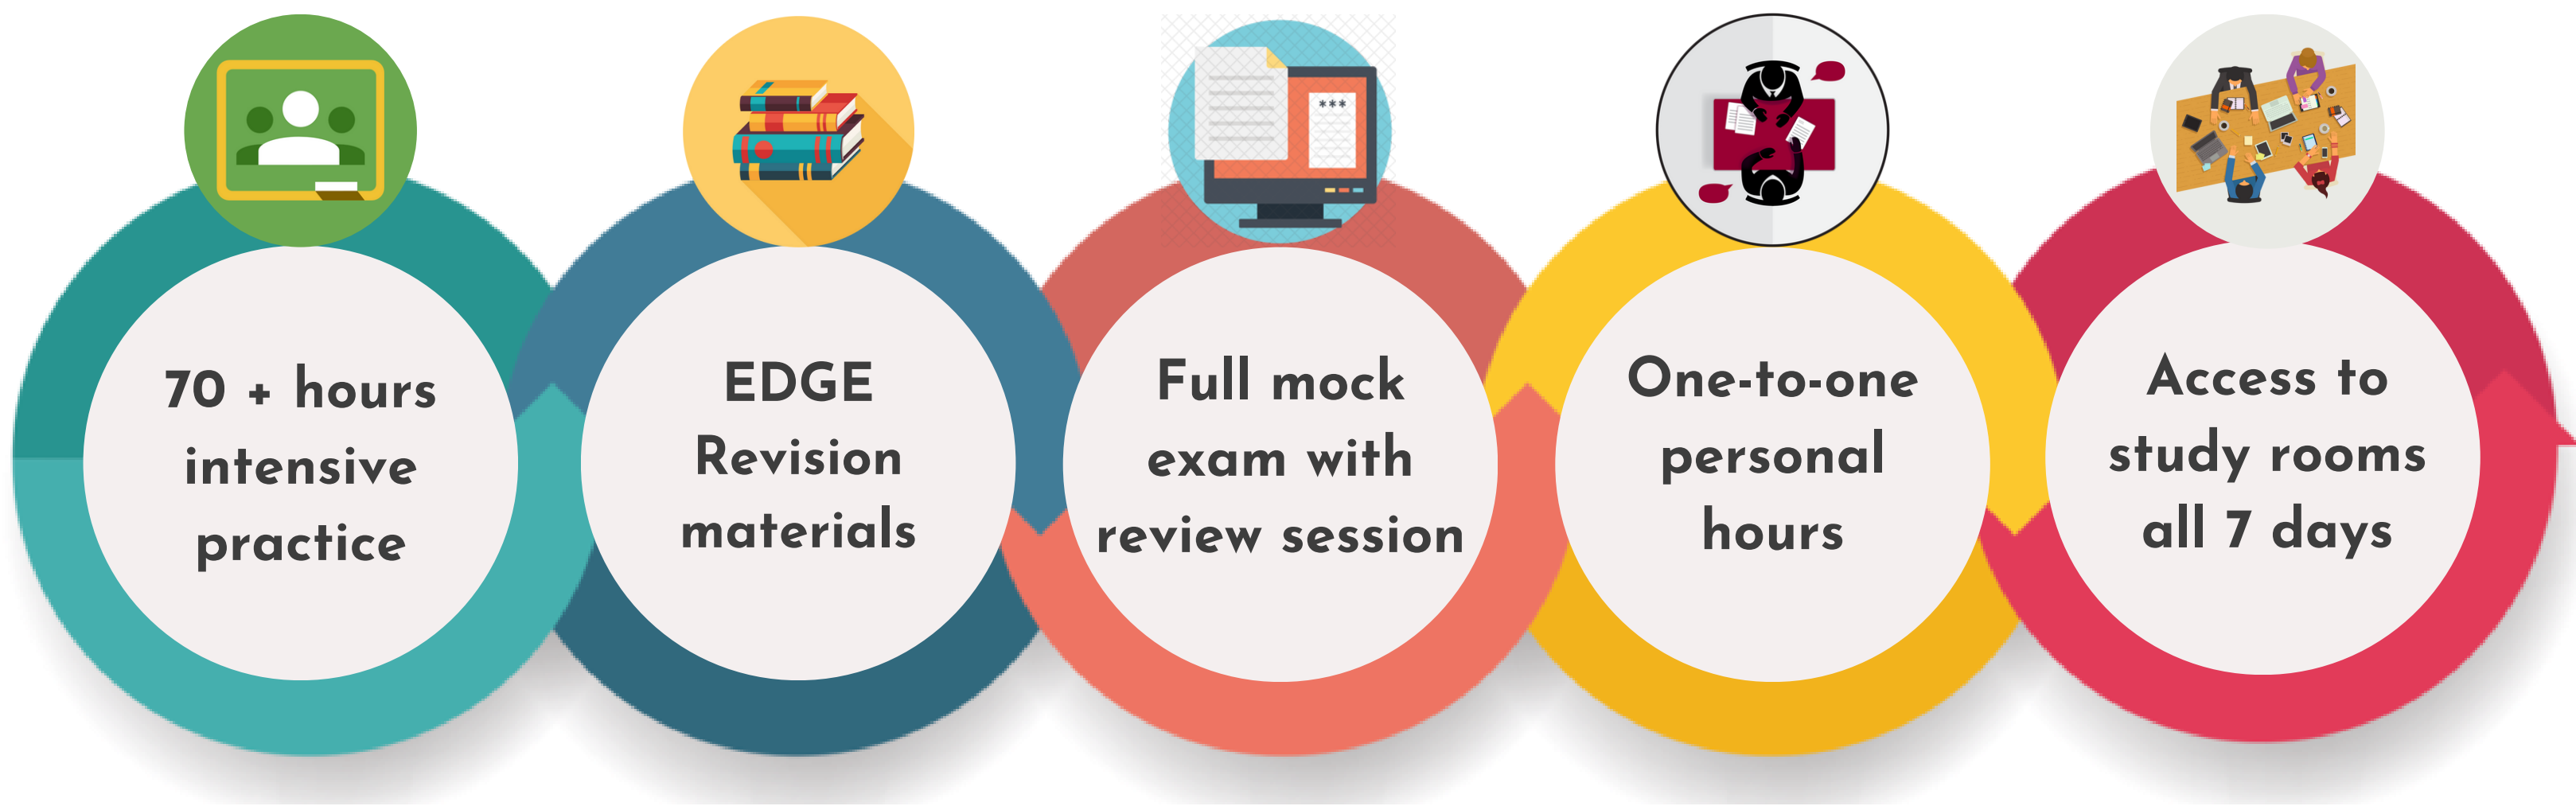 70 + hours
intensive
practice
EDGE
Revision
materials
Full mock
exam with
review session
One-to-one
personal
hours
Access to
study rooms
all 7 days
***